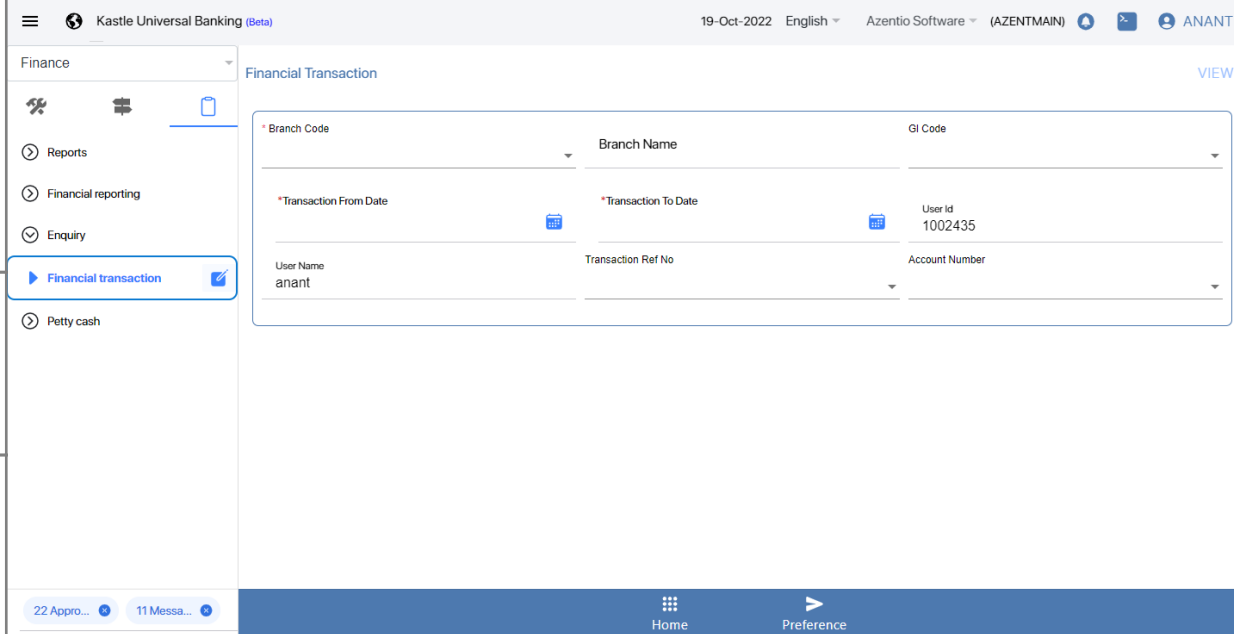 Kastle Universal Banking (Beta)
19-Oct-2022 English Azentio Software (AZENTMAIN) ANANT
Finance
Financial Transaction
VIEW
Reports
Financial reporting
Enquiry
Financial transaction
Petty cash
* Branch Code
Branch Name
Gl Code
*Transaction From Date
*Transaction To Date
User Id
1002435
User Name
anant
Transaction Ref No
Account Number
22 Appro...
11 Messa...
Home
Preference